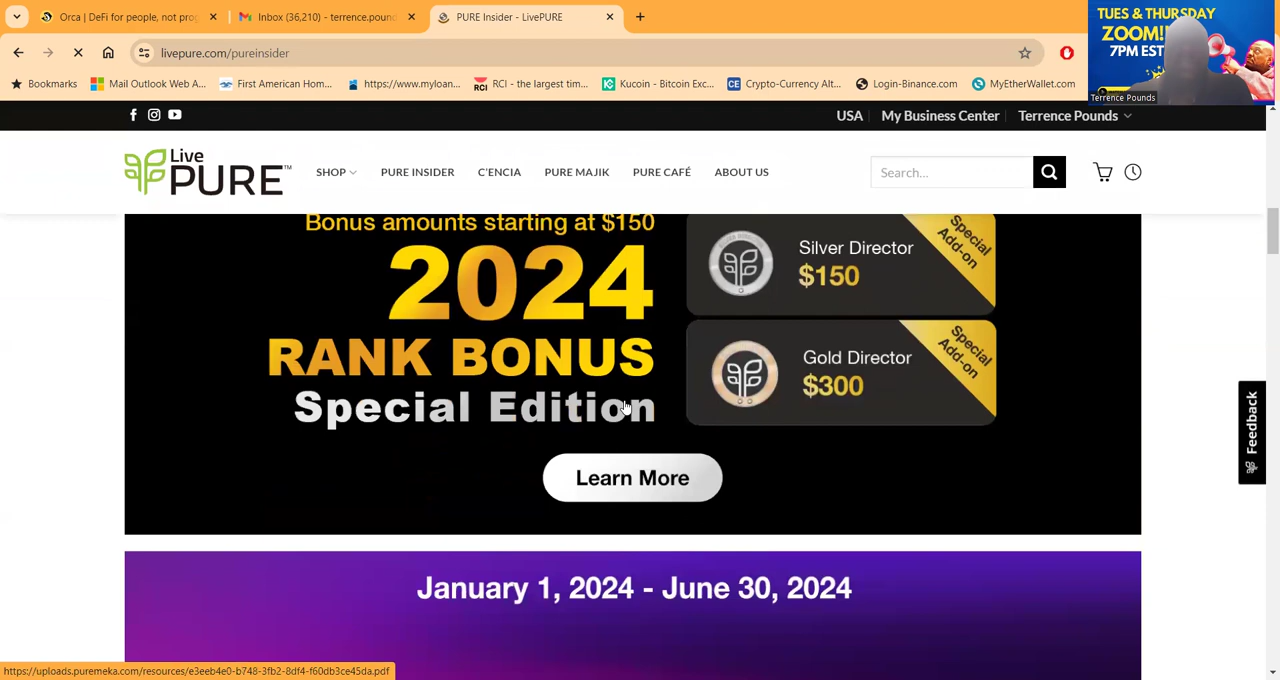 Orca | DeFi for people, not prog
Inbox (36,210) - terrence.pound
PURE Insider - LivePURE
livepure.com/pureinsider
Bookmarks
Mail Outlook Web A...
First American Hom...
https://www.myloan...
RCI - the largest tim...
Kucoin - Bitcoin Exc...
Crypto-Currency Alt...
Login-Binance.com
MyEtherWallet.com
TUES & THURSDAY
ZOOM!!
7PM EST
Terrence Pounds
USA
My Business Center
Terrence Pounds
Live
PURE™
SHOP
PURE INSIDER
C'ENCIA
PURE MAJIK
PURE CAFÉ
ABOUT US
Search...
Bonus amounts starting at $150
2024
RANK BONUS
Special Edition
Silver Director
$150
Special
Add-on
Gold Director
$300
Special
Add-on
Learn More
Feedback
January 1, 2024 - June 30, 2024
https://uploads.puremeka.com/resources/e3eeb4e0-b748-3fb2-8df4-f60db3ce45da.pdf